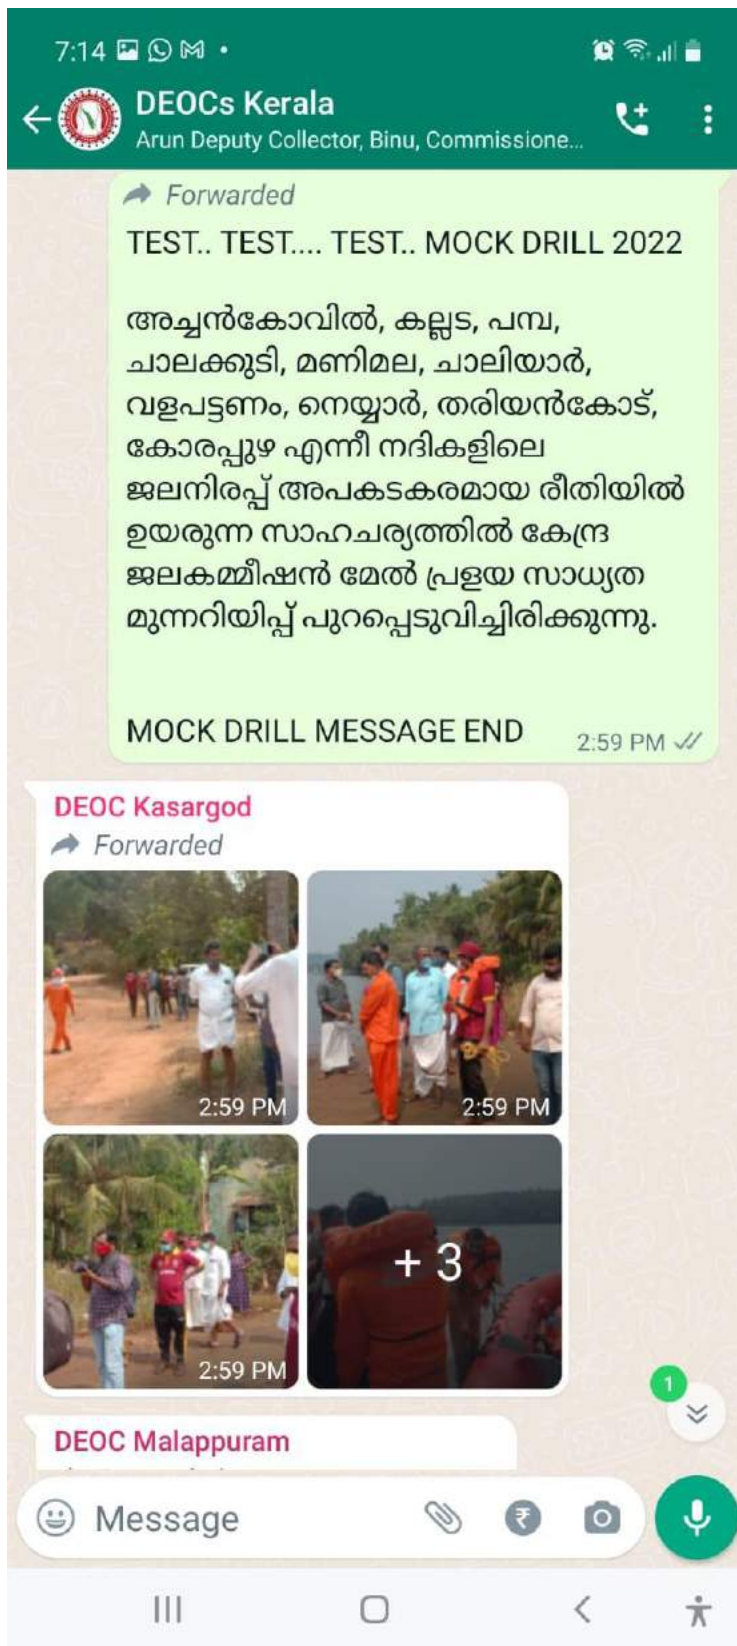 7:14
DEOCs Kerala
Arun Deputy Collector, Binu, Commissione...
Forwarded
TEST.. TEST.... TEST.. MOCK DRILL 2022
അച്ചൻകോവിൽ, കല്ലട, പമ്പ,
ചാലക്കുടി, മണിമല, ചാലിയാർ,
വളപട്ടണം, നെയ്യാർ, തരിയൻകോട്,
കോരപ്പുഴ എന്നീ നദികളിലെ
ജലനിരപ്പ് അപകടകരമായ രീതിയിൽ
ഉയരുന്ന സാഹചര്യത്തിൽ കേന്ദ്ര
ജലകമ്മീഷൻ മേൽ പ്രളയ സാധ്യത
മുന്നറിയിപ്പ് പുറപ്പെടുവിച്ചിരിക്കുന്നു.
MOCK DRILL MESSAGE END
2:59 PM
DEOC Kasargod
Forwarded
2:59 PM
2:59 PM
2:59 PM
+ 3
1
DEOC Malappuram
Message